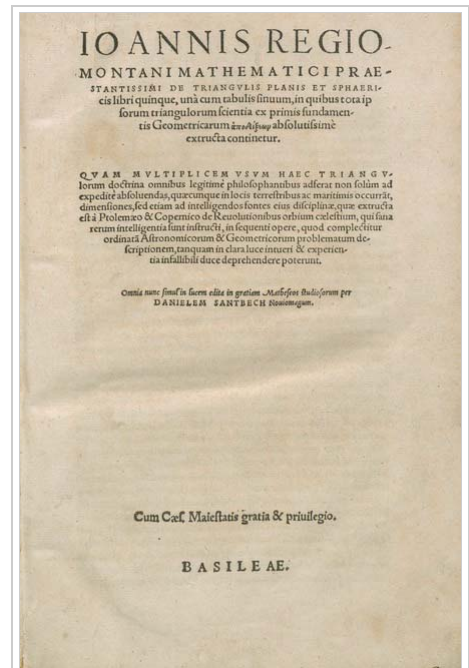 IOANNIS REGIO-
MONTANI MATHEMATICI PRAE-
STANTISSIMI DE TRIANGVLIS PLANIS ET SPHAERI-
cis libri quinque, unà cum tabulis sinuum, in quibus tota ip
sorum triangulorum scientia ex primis fundamen-
tis Geometricarum absolutissimè
extructa continetur.
QVAM MVLTIPLICEM VSVM HAEC TRIANGV-
lorum doctrina omnibus legitimè philosophantibus adferat non solùm ad
expeditè absoluendas, quæcunque in locis terrestribus ac maritimis occurrãt,
dimensiones, sed etiam ad intelligendos fontes eius disciplinæ, quæ extructa
est à Ptolemæo & Copernico de Reuolutionibus orbium cælestium, qui sana
rerum intelligentia sunt instructi, in sequenti opere, quod complectitur
ordinatã Astronomicorum & Geometricorum problematum de-
scriptionem, tanquam in clara luce intueri & experien-
tia infallibili duce deprehendere poterunt.
Omnia nunc simul in lucem edita in gratiam Matheseos studiosorum per
DANIELEM SANTBECH Nouiomagum.
Cum Cæs. Maiestatis gratia & priuilegio.
BASILEAE.